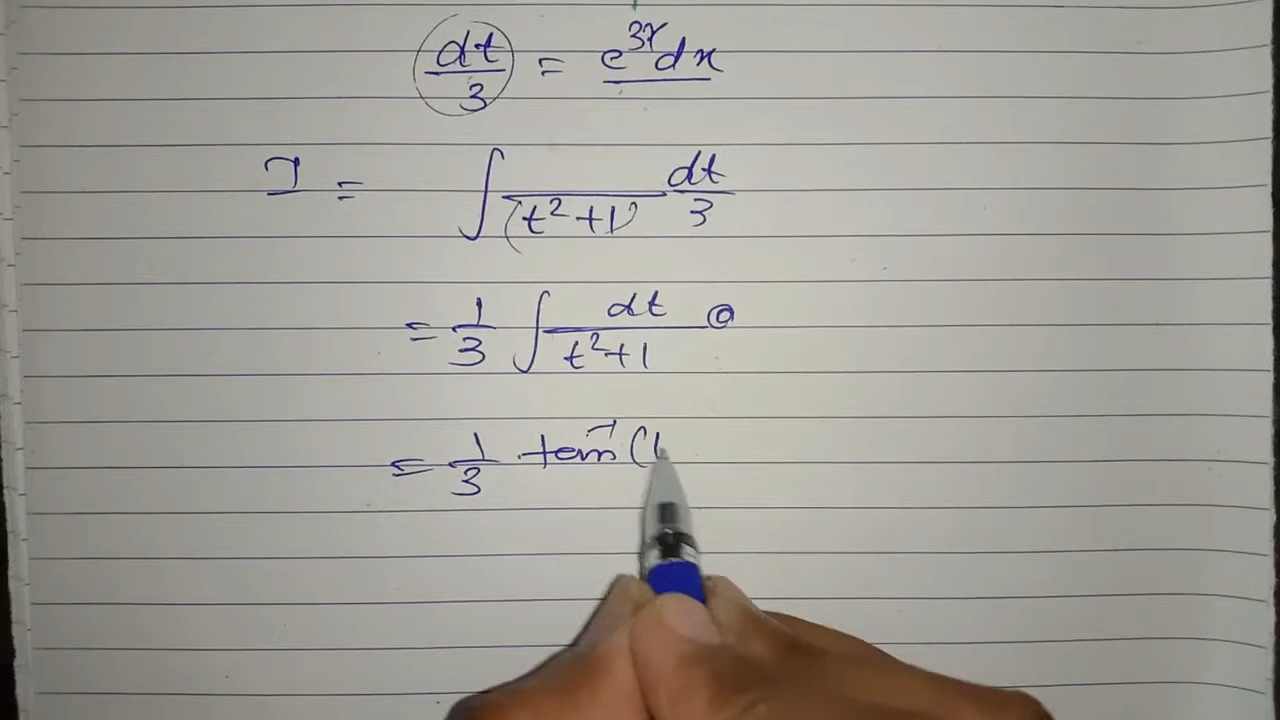 dt/3 = e^3x dx
I = ∫ 1/(t²+1) dt/3
= 1/3 ∫ dt/(t²+1) @
= 1/3 tan⁻¹(